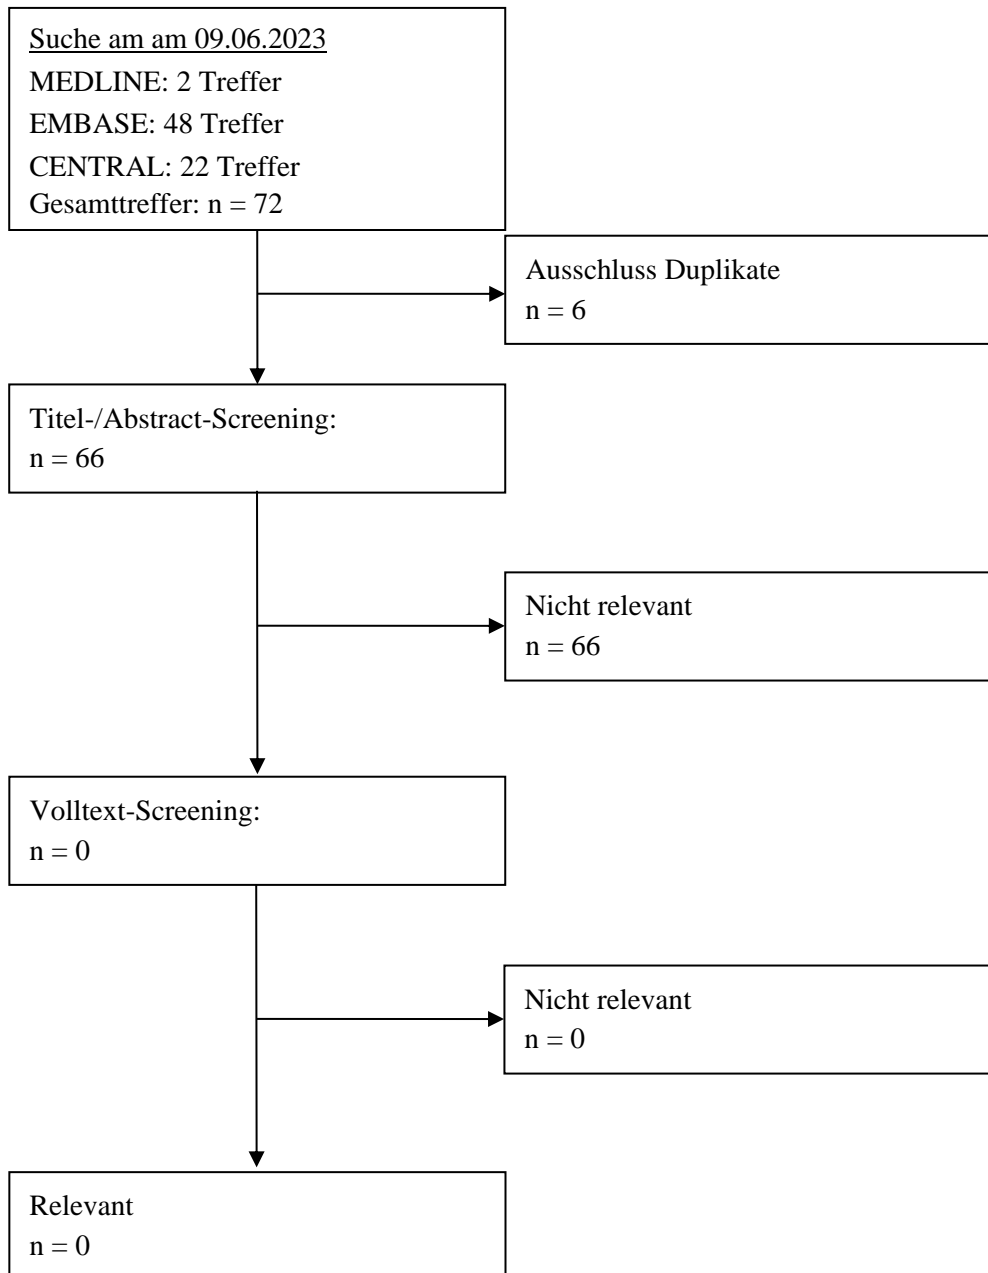 Suche am am 09.06.2023
MEDLINE: 2 Treffer
EMBASE: 48 Treffer
CENTRAL: 22 Treffer
Gesamttreffer: n = 72
Ausschluss Duplikate
n = 6
Titel-/Abstract-Screening:
n = 66
Nicht relevant
n = 66
Volltext-Screening:
n = 0
Nicht relevant
n = 0
Relevant
n = 0